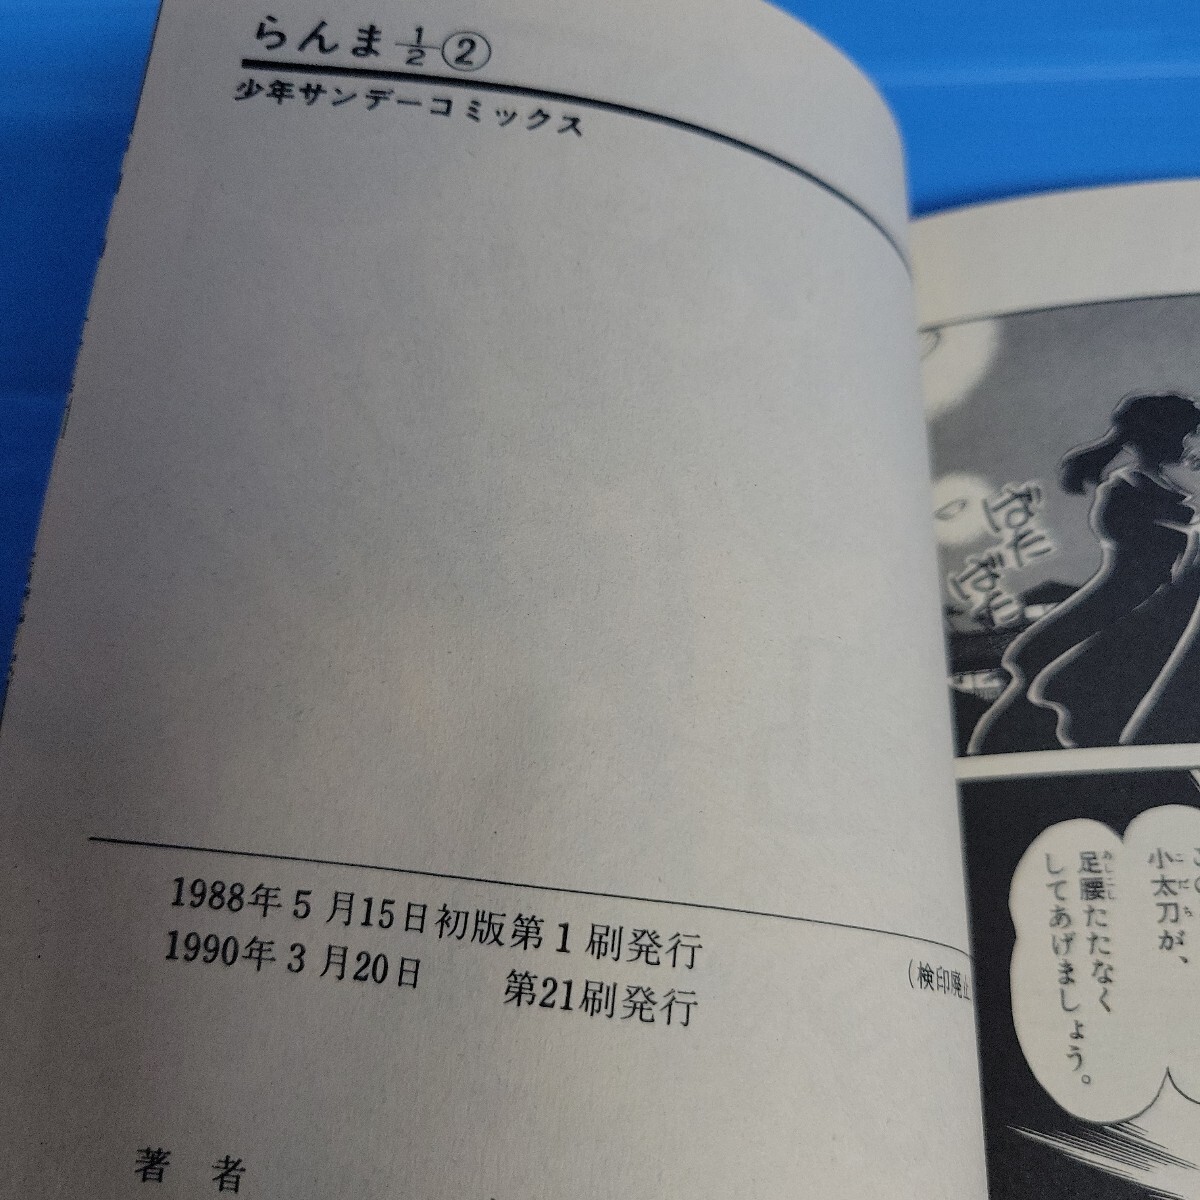 らんま1/2②
少年サンデーコミックス
1988年5月15日初版第1刷発行
1990年3月20日 第21刷発行
(検印廃止
著 者
小太刀が、
足腰たたなく
してあげましょう。